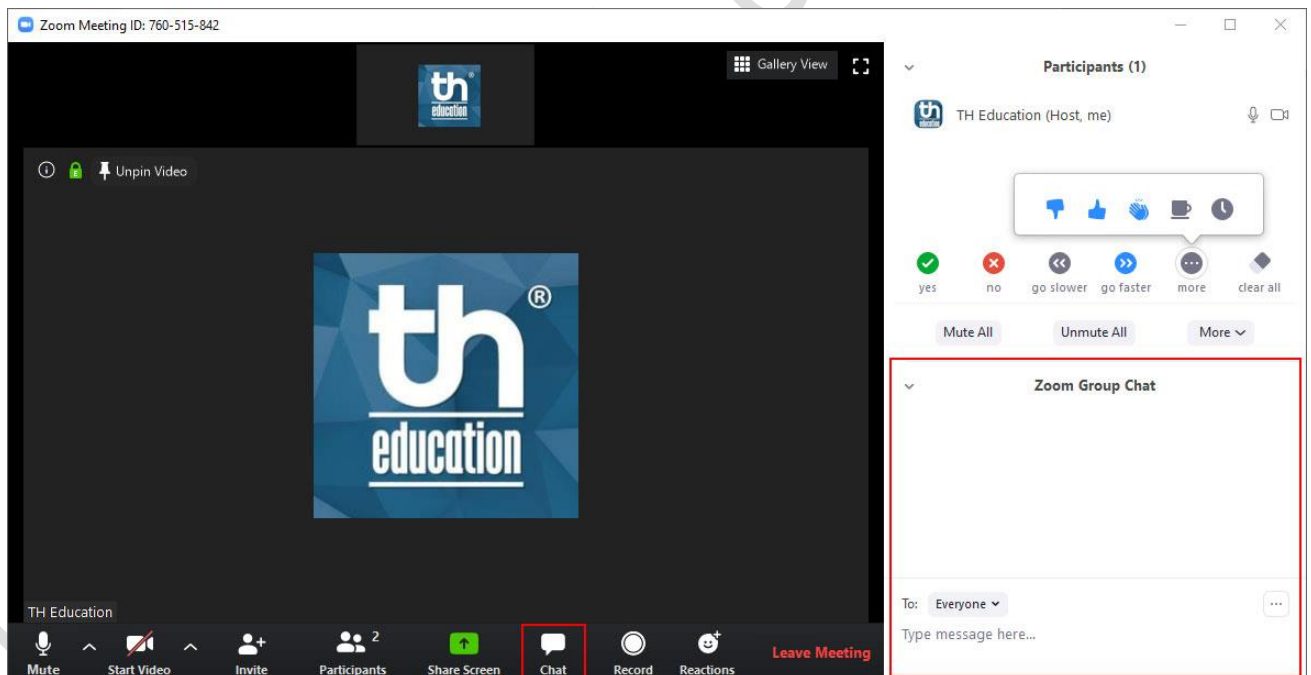 Zoom Meeting ID: 760-515-842
th®
education
Gallery View
Unpin Video
th®
education
TH Education
Mute
Start Video
Invite
Participants 2
Share Screen
Chat
Record
Reactions
Leave Meeting
Participants (1)
th
education
TH Education (Host, me)
yes
no
go slower
go faster
more
clear all
Mute All
Unmute All
More
Zoom Group Chat
To: Everyone
Type message here...